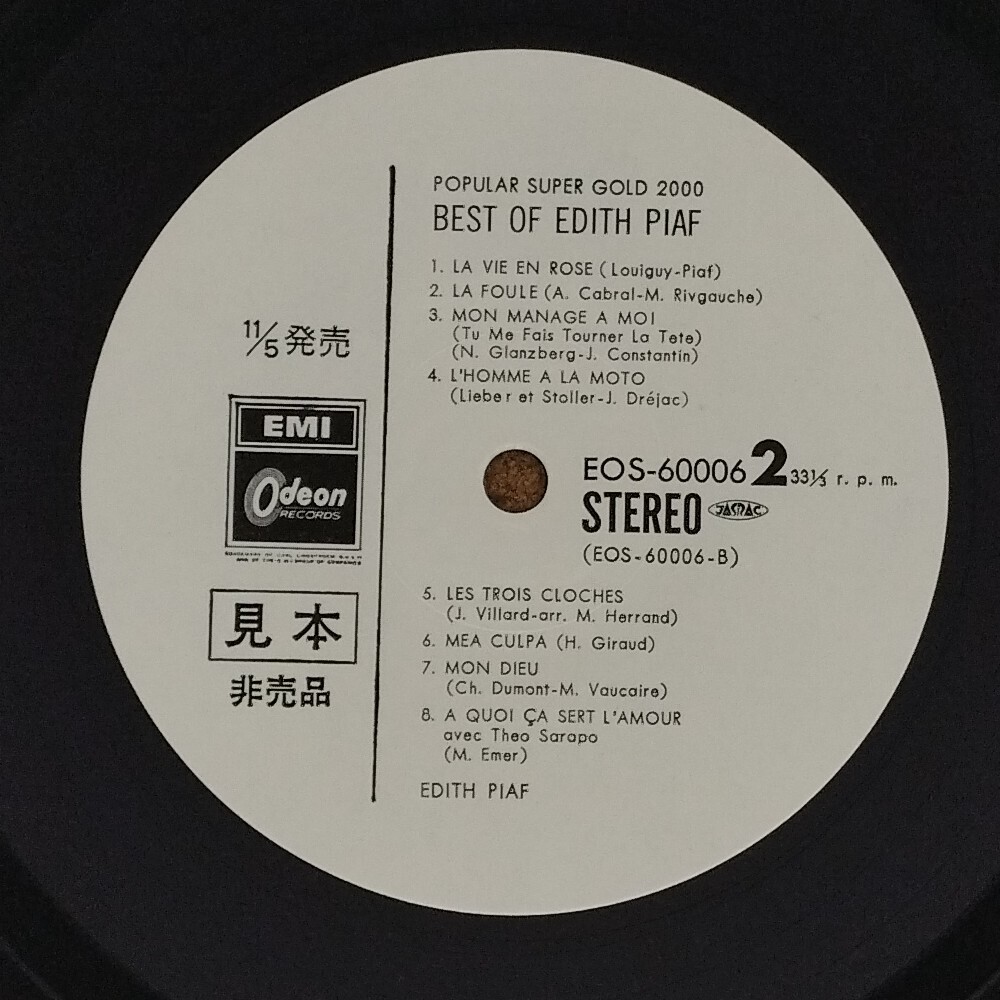 POPULAR SUPER GOLD 2000
BEST OF EDITH PIAF
1. LA VIE EN ROSE (Louiguy-Piaf)
2. LA FOULE (A. Cabral-M. Rivgauche)
3. MON MANAGE A MOI
(Tu Me Fais Tourner La Tete)
(N. Glanzberg-J. Constantin)
4. L'HOMME A LA MOTO
(Lieber et Stoller-J. Dréjac)
11/5 発売
EMI
Odeon
RECORDS
見本
非売品
EOS-60006 2 33⅓ r. p. m.
STEREO JASRAC
(EOS-60006-B)
5. LES TROIS CLOCHES
(J. Villard-arr. M. Herrand)
6. MEA CULPA (H. Giraud)
7. MON DIEU
(Ch. Dumont-M. Vaucaire)
8. A QUOI ÇA SERT L'AMOUR
avec Theo Sarapo
(M. Emer)
EDITH PIAF